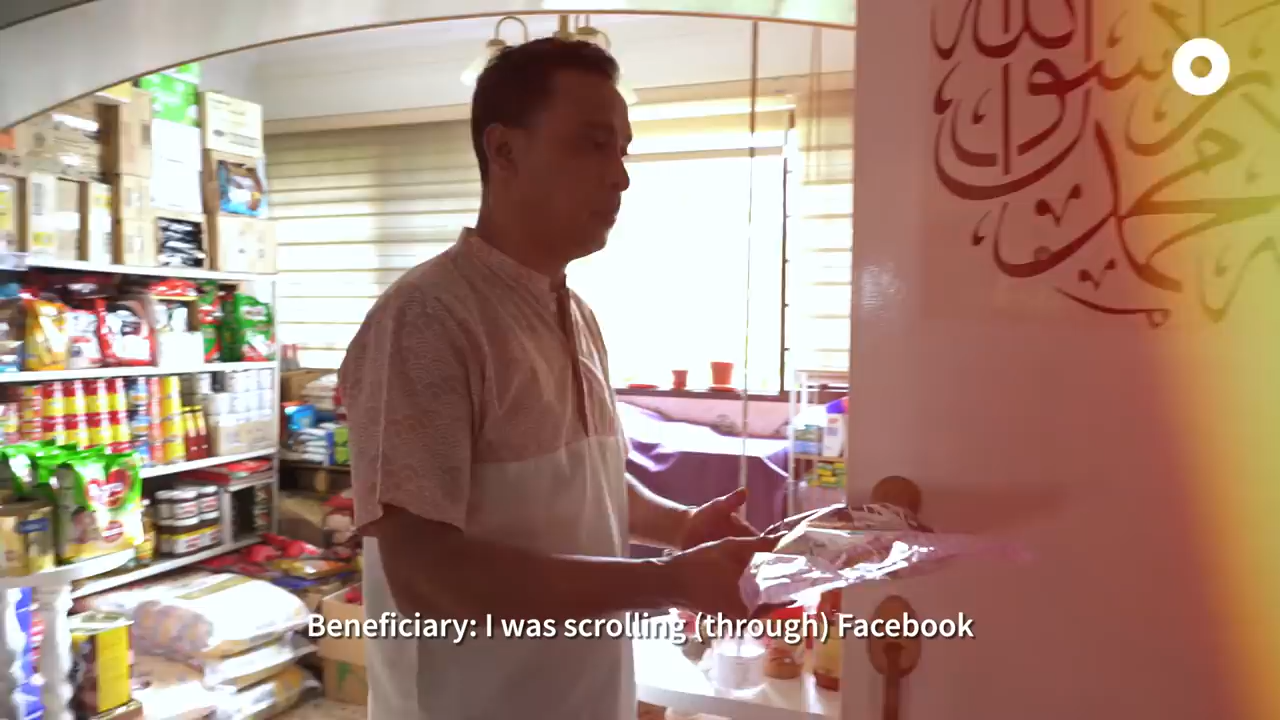 محمد رسول الله
Beneficiary: I was scrolling (through) Facebook